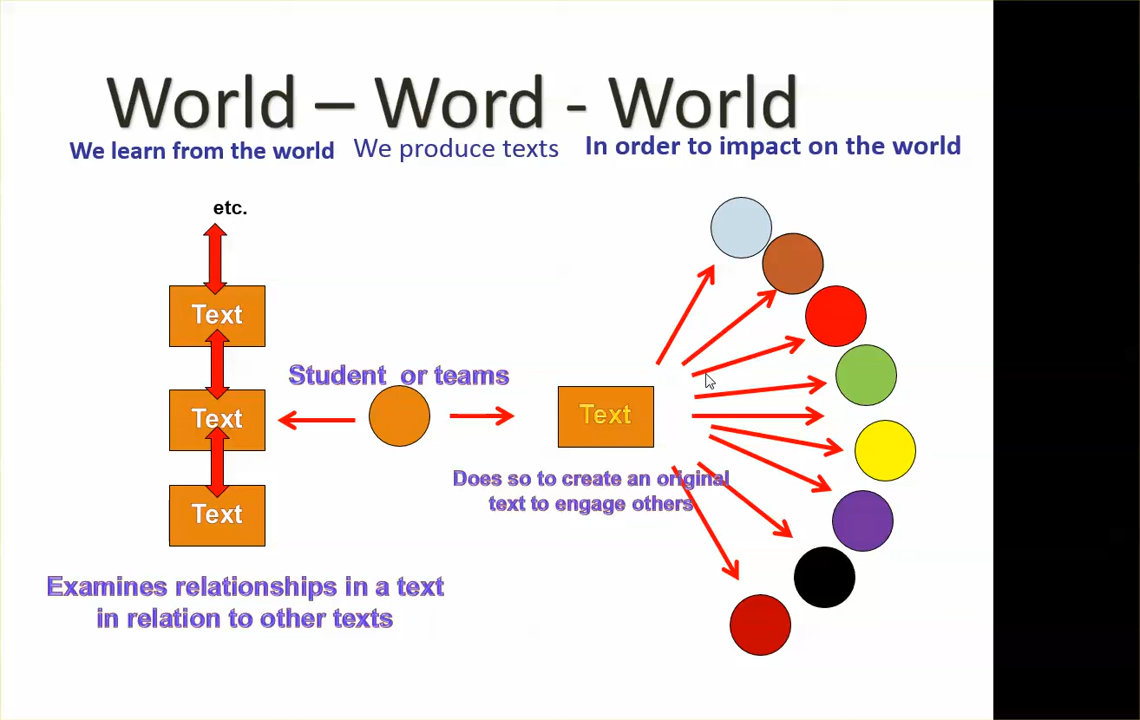 World – Word - World
We learn from the world
We produce texts
In order to impact on the world
etc.
Text
Text
Text
Student or teams
Text
Does so to create an original
text to engage others
Examines relationships in a text
in relation to other texts